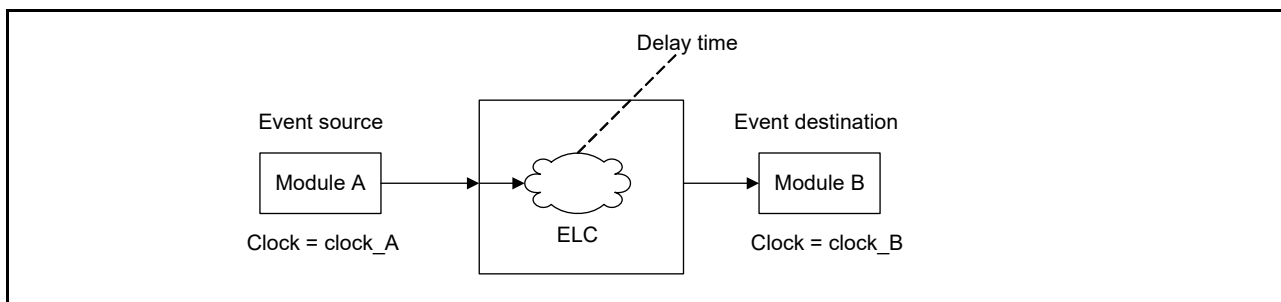 Delay time
Event source
Event destination
Module A
Module B
ELC
Clock = clock_A
Clock = clock_B